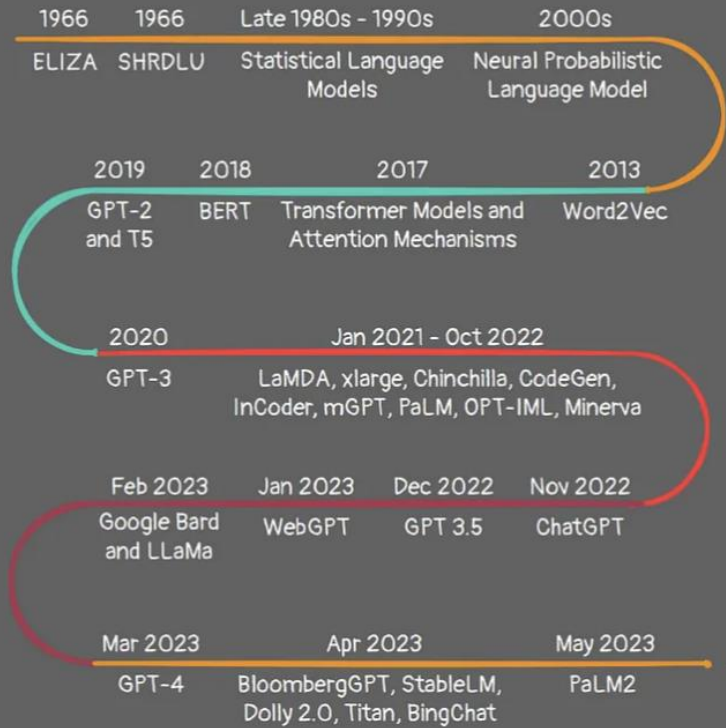 1966 1966 Late 1980s - 1990s 2000s
ELIZA SHRDLU Statistical Language Neural Probabilistic
Models Language Model
2019 2018 2017 2013
GPT-2 BERT Transformer Models and Word2Vec
and T5 Attention Mechanisms
2020 Jan 2021 - Oct 2022
GPT-3 LaMDA, xlarge, Chinchilla, CodeGen,
InCoder, mGPT, PaLM, OPT-IML, Minerva
Feb 2023 Jan 2023 Dec 2022 Nov 2022
Google Bard WebGPT GPT 3.5 ChatGPT
and LLaMa
Mar 2023 Apr 2023 May 2023
GPT-4 BloombergGPT, StableLM, PaLM2
Dolly 2.0, Titan, BingChat